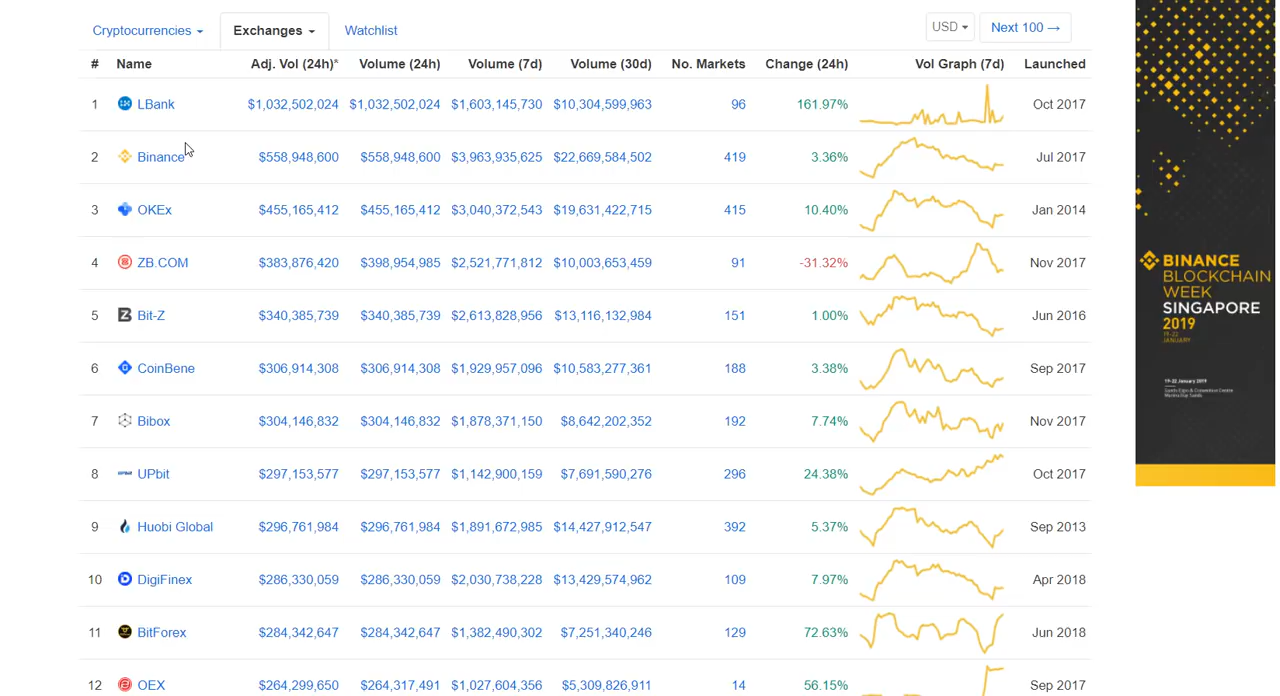 Cryptocurrencies Exchanges Watchlist USD Next 100 →
# Name Adj. Vol (24h)* Volume (24h) Volume (7d) Volume (30d) No. Markets Change (24h) Vol Graph (7d) Launched
1 LBank $1,032,502,024 $1,032,502,024 $1,603,145,730 $10,304,599,963 96 161.97% Oct 2017
2 Binance $558,948,600 $558,948,600 $3,963,935,625 $22,669,584,502 419 3.36% Jul 2017
3 OKEx $455,165,412 $455,165,412 $3,040,372,543 $19,631,422,715 415 10.40% Jan 2014
4 ZB.COM $383,876,420 $398,954,985 $2,521,771,812 $10,003,653,459 91 -31.32% Nov 2017
5 Bit-Z $340,385,739 $340,385,739 $2,613,828,956 $13,116,132,984 151 1.00% Jun 2016
6 CoinBene $306,914,308 $306,914,308 $1,929,957,096 $10,583,277,361 188 3.38% Sep 2017
7 Bibox $304,146,832 $304,146,832 $1,878,371,150 $8,642,202,352 192 7.74% Nov 2017
8 UPbit $297,153,577 $297,153,577 $1,142,900,159 $7,691,590,276 296 24.38% Oct 2017
9 Huobi Global $296,761,984 $296,761,984 $1,891,672,985 $14,427,912,547 392 5.37% Sep 2013
10 DigiFinex $286,330,059 $286,330,059 $2,030,738,228 $13,429,574,962 109 7.97% Apr 2018
11 BitForex $284,342,647 $284,342,647 $1,382,490,302 $7,251,340,246 129 72.63% Jun 2018
12 OEX $264,299,650 $264,317,491 $1,027,604,356 $5,309,826,911 14 56.15% Sep 2017
BINANCE
BLOCKCHAIN
WEEK
SINGAPORE
2019
19-22
JANUARY
19-22 January 2019